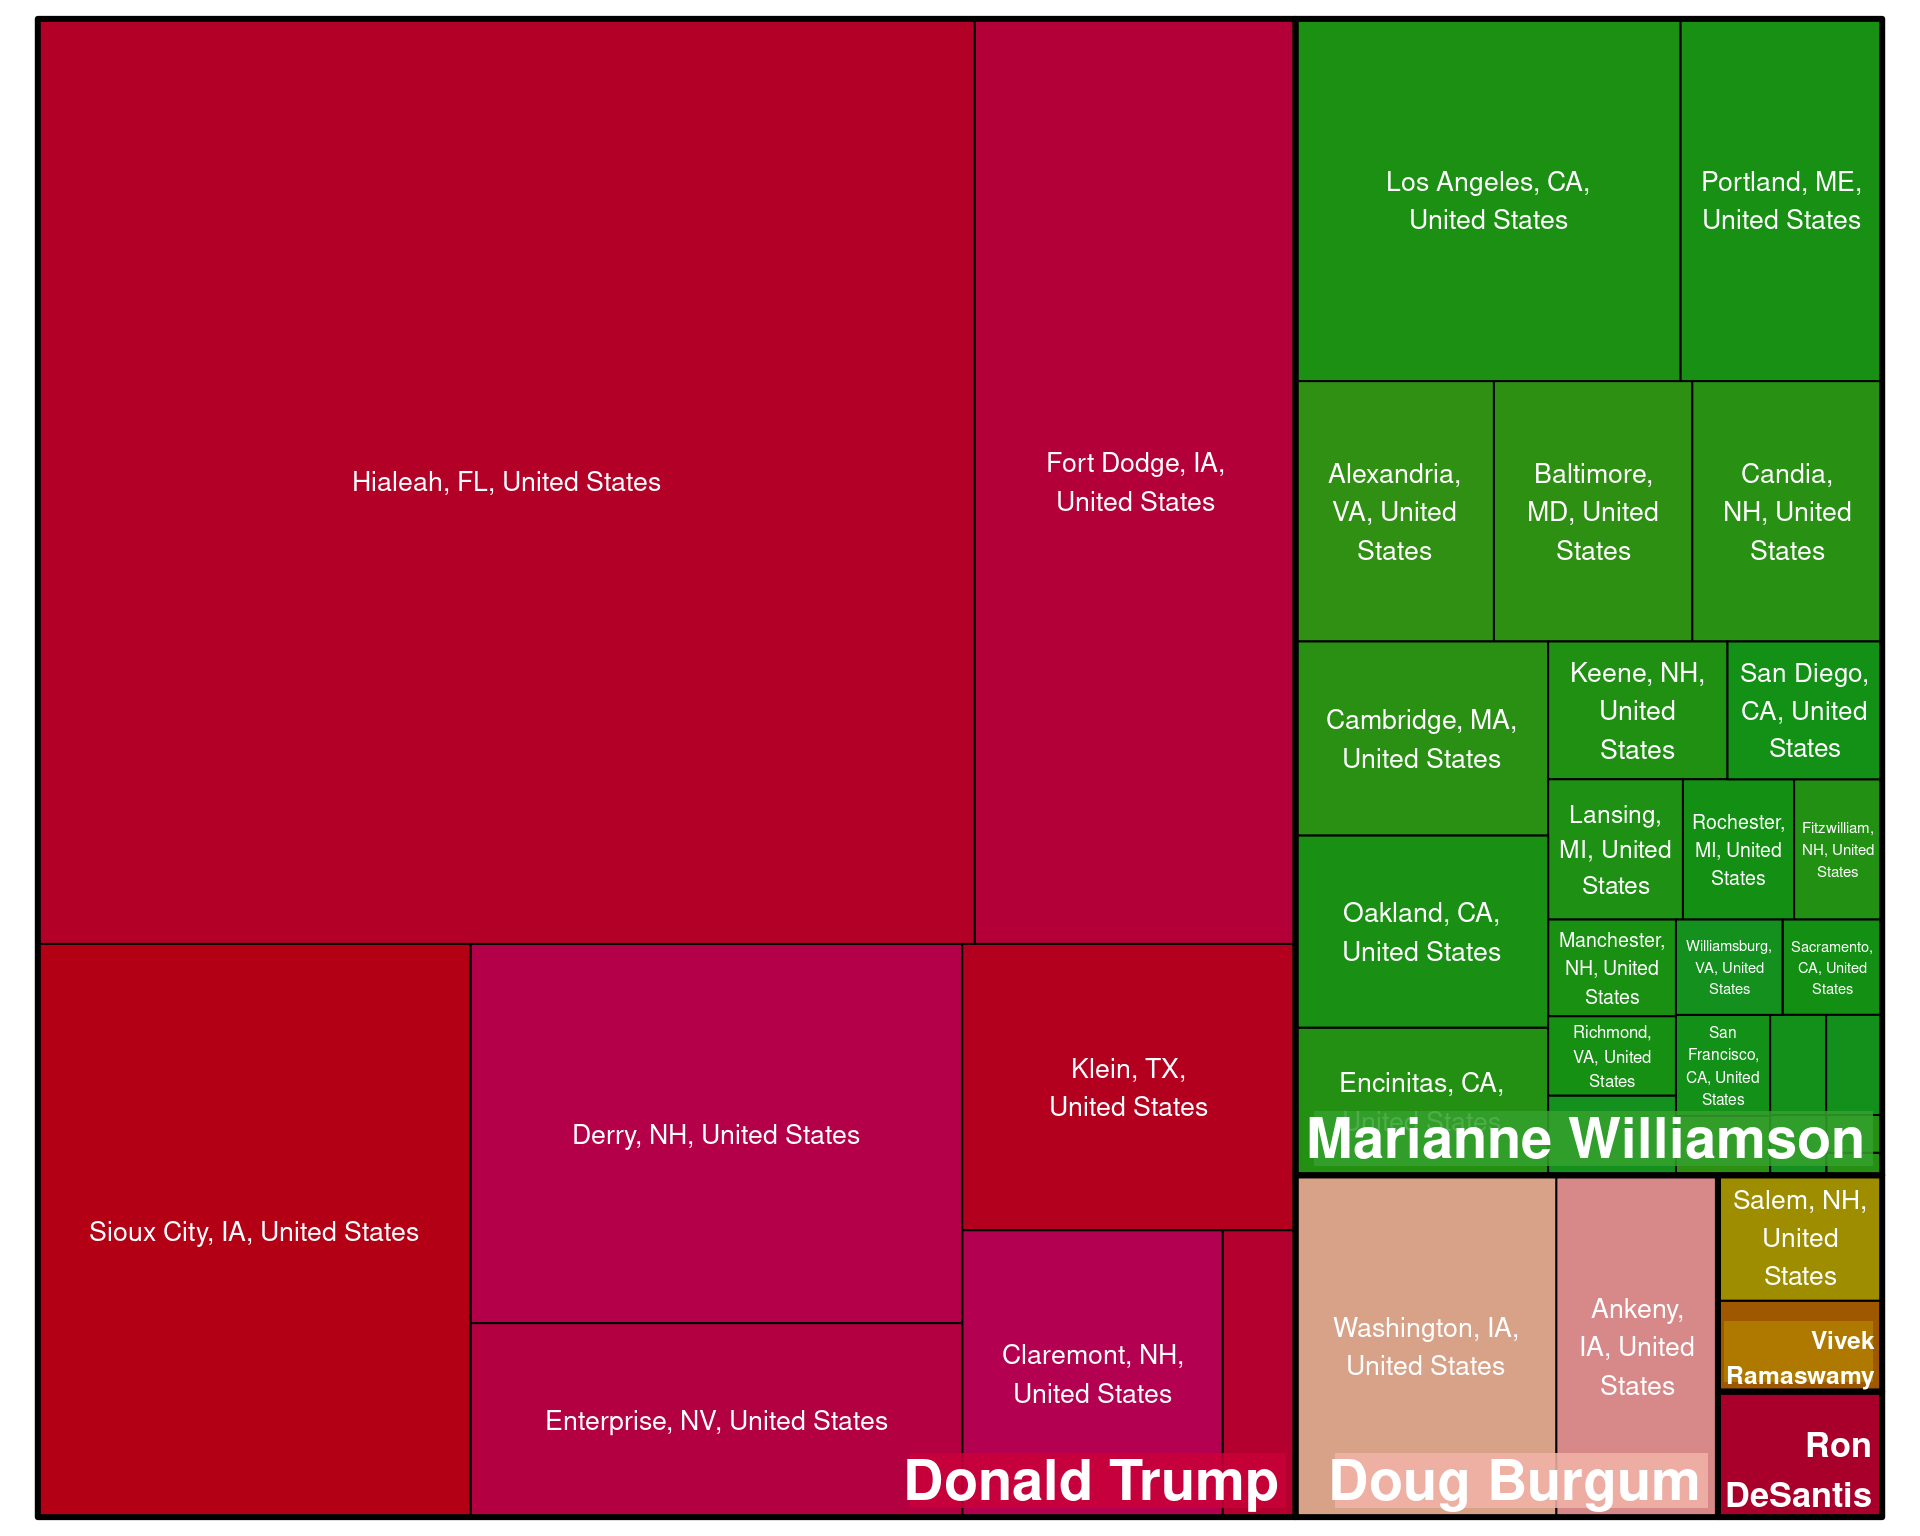 Hialeah, FL, United States
Fort Dodge, IA,
United States
Sioux City, IA, United States
Derry, NH, United States
Enterprise, NV, United States
Klein, TX,
United States
Claremont, NH,
United States
Donald Trump
Los Angeles, CA,
United States
Portland, ME,
United States
Alexandria,
VA, United
States
Baltimore,
MD, United
States
Candia,
NH, United
States
Cambridge, MA,
United States
Keene, NH,
United
States
San Diego,
CA, United
States
Lansing,
MI, United
States
Rochester,
MI, United
States
Fitzwilliam,
NH, United
States
Oakland, CA,
United States
Manchester,
NH, United
States
Williamsburg,
VA, United
States
Sacramento,
CA, United
States
Richmond,
VA, United
States
San
Francisco,
CA, United
States
Encinitas, CA,
United States
Marianne Williamson
Washington, IA,
United States
Ankeny,
IA, United
States
Doug Burgum
Salem, NH,
United
States
Vivek
Ramaswamy
Ron
DeSantis